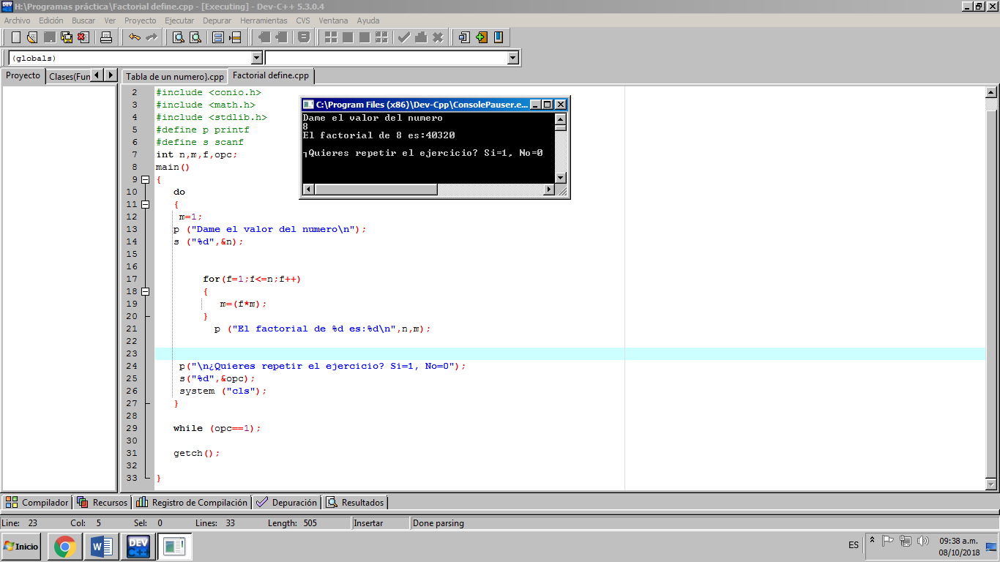 H:\Programas práctica\Factorial define.cpp - [Executing] - Dev-C++ 5.3.0.4
Archivo Edición Buscar Ver Proyecto Ejecutar Depurar Herramientas CVS Ventana Ayuda
(globals)
Proyecto Clases(Fun
Tabla de un numero}.cpp Factorial define.cpp
2 #include <conio.h>
3 #include <math.h>
4 #include <stdlib.h>
5 #define p printf
6 #define s scanf
7 int n,m,f,opc;
8 main()
9 {
10 do
11 {
12 m=1;
13 p ("Dame el valor del numero\n");
14 s ("%d",&n);
15
16
17 for(f=1;f<=n;f++)
18 {
19 m=(f*m);
20 }
21 p ("El factorial de %d es:%d\n",n,m);
22
23
24 p("\n¿Quieres repetir el ejercicio? Si=1, No=0");
25 s("%d",&opc);
26 system ("cls");
27 }
28
29 while (opc==1);
30
31 getch();
32
33 }
C:\Program Files (x86)\Dev-Cpp\ConsolePauser.e...
Dame el valor del numero
8
El factorial de 8 es:40320
┐Quieres repetir el ejercicio? Si=1, No=0
Compilador Recursos Registro de Compilación Depuración Resultados
Line: 23 Col: 5 Sel: 0 Lines: 33 Length: 505 Insertar Done parsing
Inicio
W
DEV C++
ES
09:38 a.m.
08/10/2018